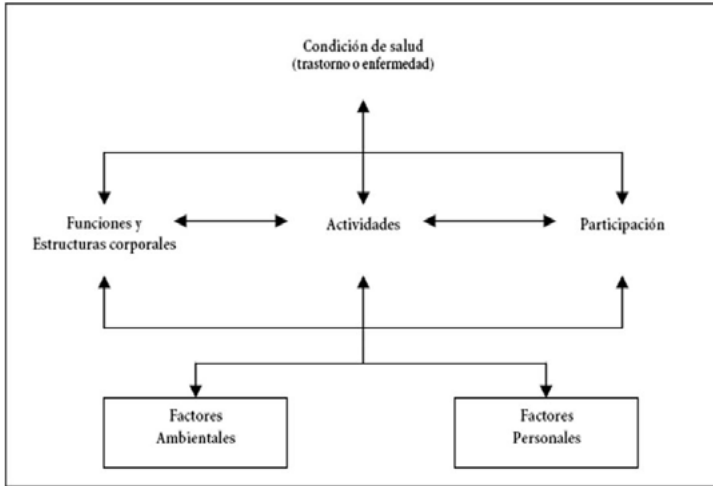 Condición de salud
(trastorno o enfermedad)
Funciones y
Estructuras corporales
Actividades
Participación
Factores
Ambientales
Factores
Personales